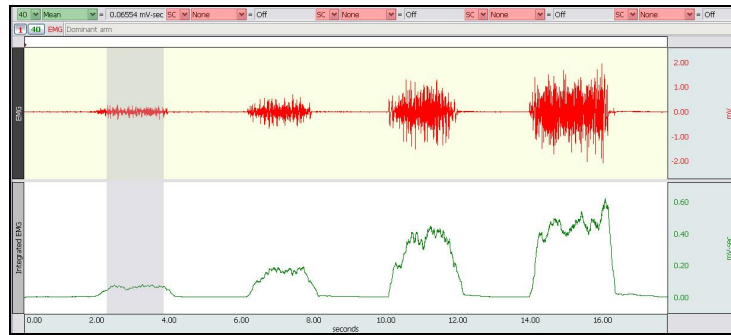 40 Mean = 0.06554 mV-sec SC None = Off SC None = Off SC None = Off
1 40 EMG Dominant arm
EMG
2.00
1.00
0.00
-1.00
-2.00
mV
Integrated EMG
0.60
0.40
0.20
0.00
mV-sec
0.00 2.00 4.00 6.00 8.00 10.00 12.00 14.00 16.00
seconds